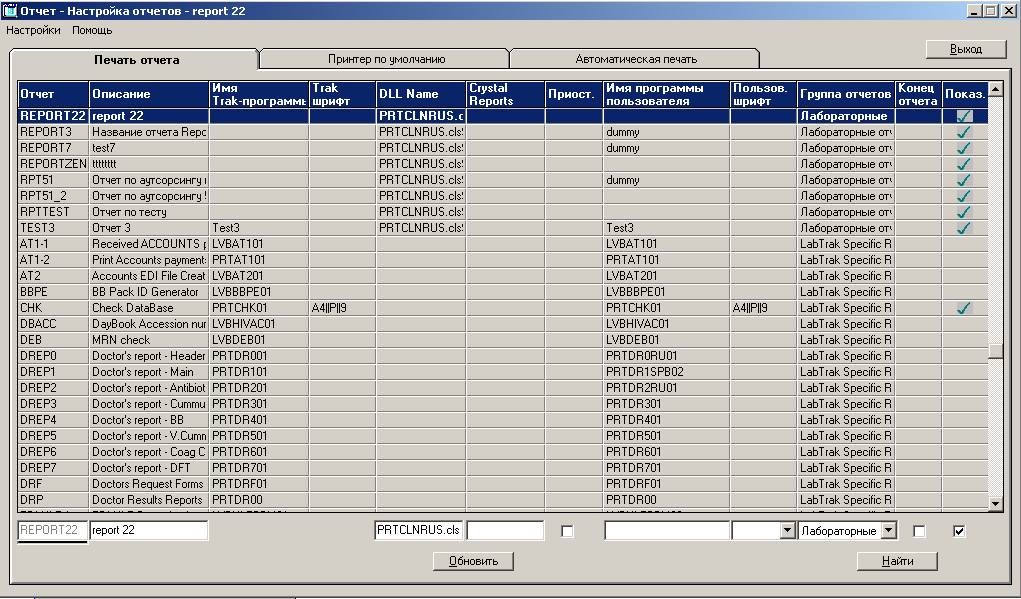 Отчет - Настройка отчетов - report 22
Настройки Помощь
Выход
Печать отчета Принтер по умолчанию Автоматическая печать
Отчет Описание Имя Trak-программы Trak шрифт DLL Name Crystal Reports Приост. Имя программы пользователя Пользов. шрифт Группа отчетов Конец отчета Показ.
REPORT22 report 22 PRTCLNRUS.c Лабораторные
REPORT3 Название отчета Repo PRTCLNRUS.cls dummy Лабораторные отч
REPORT7 test7 PRTCLNRUS.cls dummy Лабораторные отч
REPORTZEN tttttttt PRTCLNRUS.cls Лабораторные отч
RPT51 Отчет по аутсорсингу PRTCLNRUS.cls dummy Лабораторные отч
RPT51_2 Отчет по аутсорсингу PRTCLNRUS.cls Лабораторные отч
RPTTEST Отчет по тесту PRTCLNRUS.cls Лабораторные отч
TEST3 Отчет 3 Test3 PRTCLNRUS.cls Test3 Лабораторные отч
AT1-1 Received ACCOUNTS p LVBAT101 LVBAT101 LabTrak Specific R
AT1-2 Print Accounts payment: PRTAT101 PRTAT101 LabTrak Specific R
AT2 Accounts EDI File Creat LVBAT201 LVBAT201 LabTrak Specific R
BBPE BB Pack ID Generator LVBBBPE01 LVBBBPE01 LabTrak Specific R
CHK Check DataBase PRTCHK01 A4||P||9 PRTCHK01 A4||P||9 LabTrak Specific R
DBACC DayBook Accession nur LVBHIVAC01 LVBHIVAC01 LabTrak Specific R
DEB MRN check LVBDEB01 LVBDEB01 LabTrak Specific R
DREP0 Doctor's report - Header PRTDR001 PRTDR0RU01 LabTrak Specific R
DREP1 Doctor's report - Main PRTDR101 PRTDR1SPB02 LabTrak Specific R
DREP2 Doctor's report - Antibiot PRTDR201 PRTDR2RU01 LabTrak Specific R
DREP3 Doctor's report - Cummu PRTDR301 PRTDR301 LabTrak Specific R
DREP4 Doctor's report - BB PRTDR401 PRTDR401 LabTrak Specific R
DREP5 Doctor's report - V.Cumn PRTDR501 PRTDR501 LabTrak Specific R
DREP6 Doctor's report - Coag C PRTDR601 PRTDR601 LabTrak Specific R
DREP7 Doctor's report - DFT PRTDR701 PRTDR701 LabTrak Specific R
DRF Doctors Request Forms PRTDRF01 PRTDRF01 LabTrak Specific R
DRP Doctor Results Reports PRTDR00 PRTDR00 LabTrak Specific R
REPORT22 report 22 PRTCLNRUS.cls Лабораторные
Обновить Найти